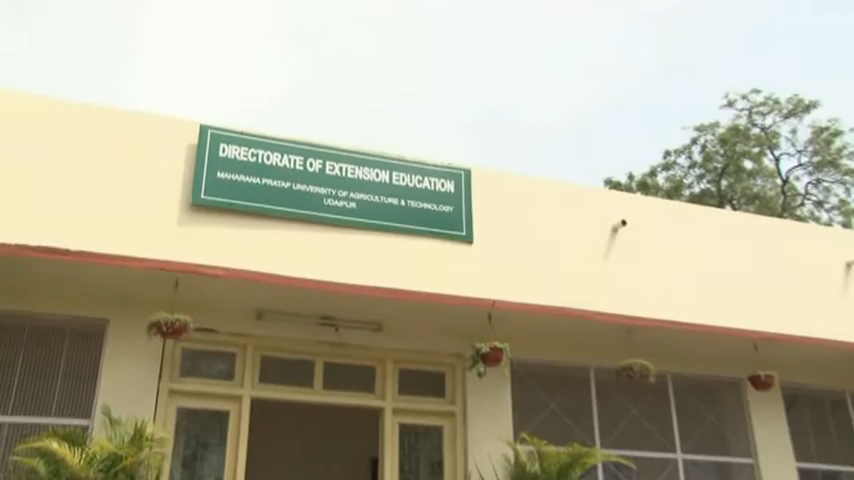 DIRECTORATE OF EXTENSION EDUCATION
MAHARANA PRATAP UNIVERSITY OF AGRICULTURE & TECHNOLOGY
UDAIPUR